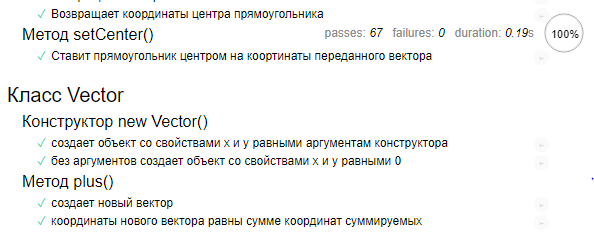 Возвращает координаты центра прямоугольника
Метод setCenter()
passes: 67 failures: 0 duration: 0.19s 100%
Ставит прямоугольник центром на коортинаты переданного вектора
Класс Vector
Конструктор new Vector()
создает объект со свойствами x и y равными аргументам конструктора
без аргументов создает объект со свойствами x и y равными 0
Метод plus()
создает новый вектор
координаты нового вектора равны сумме координат суммируемых